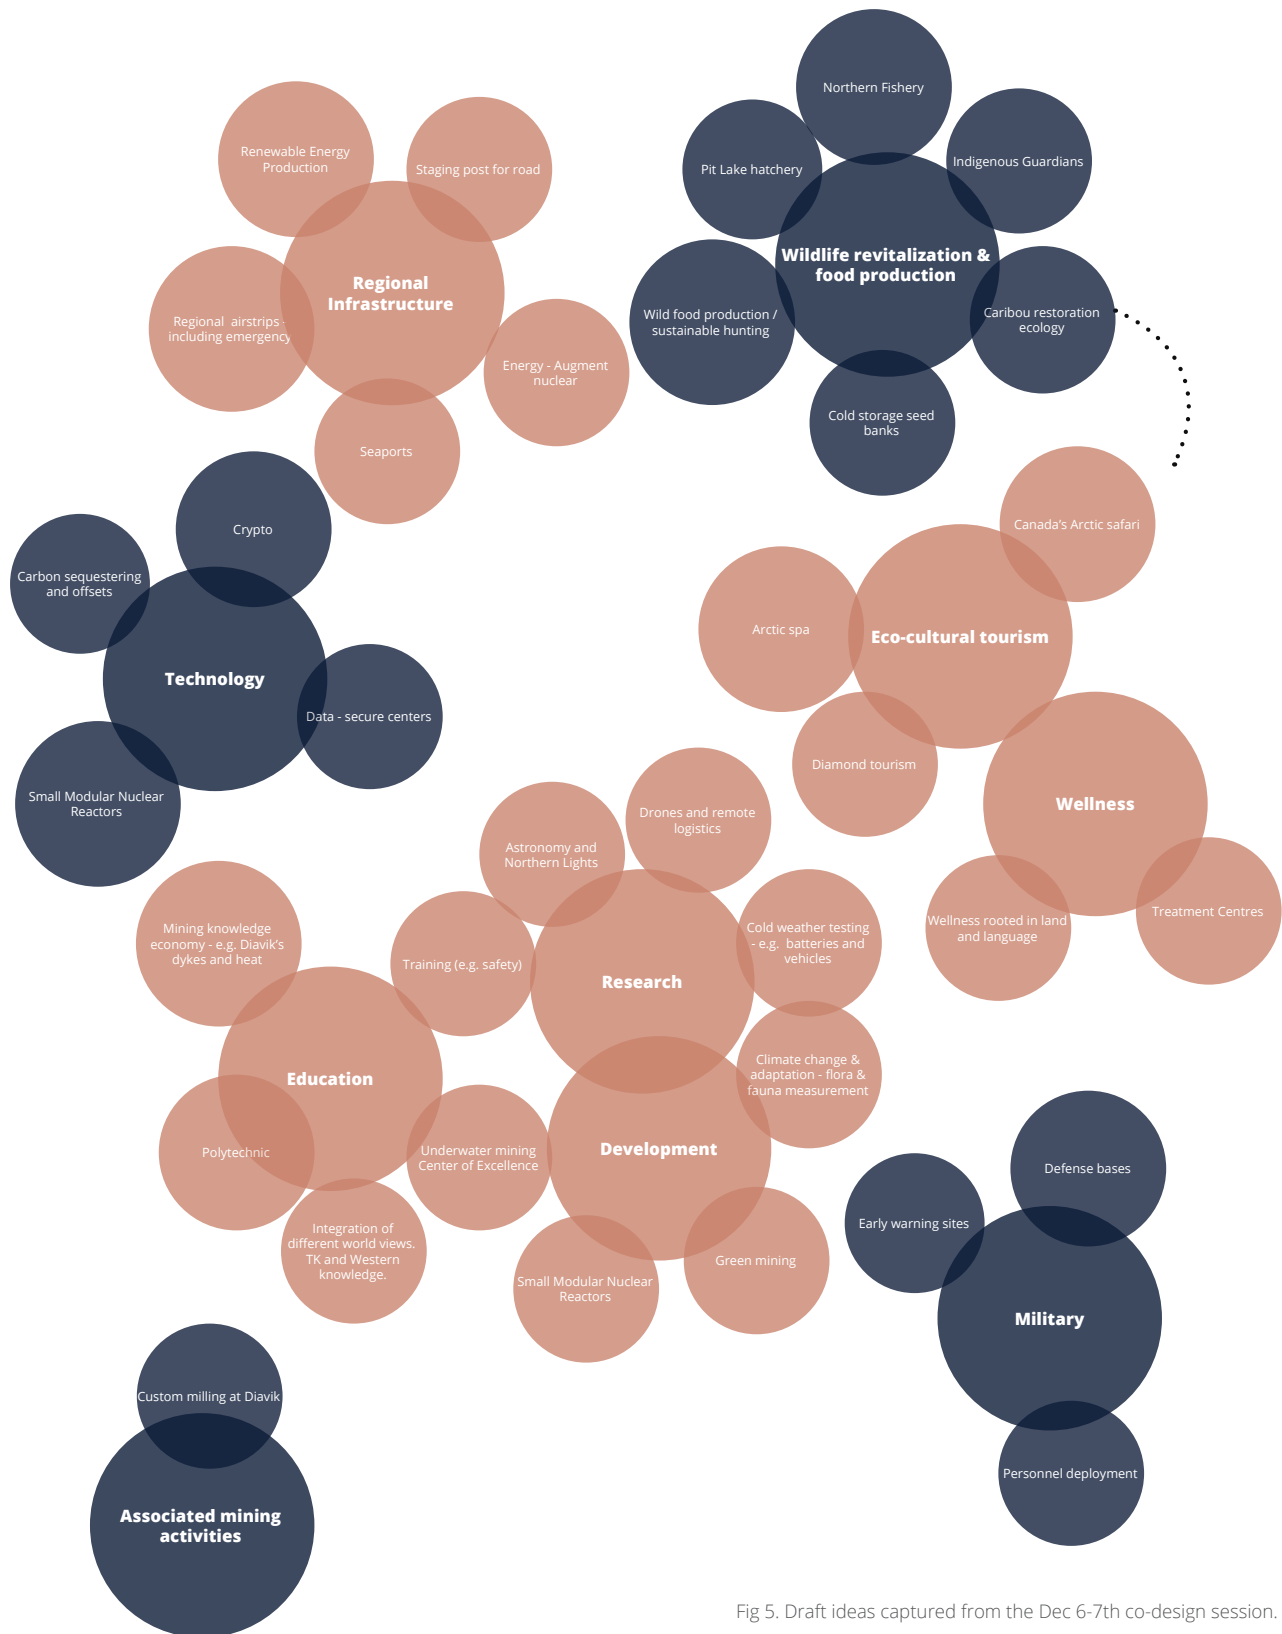 Northern Fishery
Pit Lake hatchery
Indigenous Guardians
Wildlife revitalization &
food production
Wild food production /
sustainable hunting
Caribou restoration
ecology
Cold storage seed
banks
Renewable Energy
Production
Staging post for road
Regional
Infrastructure
Regional  airstrips -
including emergency
Energy - Augment
nuclear
Seaports
Crypto
Carbon sequestering
and offsets
Technology
Data - secure centers
Small Modular Nuclear
Reactors
Canada's Arctic safari
Arctic spa
Eco-cultural tourism
Diamond tourism
Wellness
Wellness rooted in land
and language
Treatment Centres
Drones and remote
logistics
Astronomy and
Northern Lights
Cold weather testing
- e.g.  batteries and
vehicles
Training (e.g. safety)
Research
Mining knowledge
economy - e.g. Diavik's
dykes and heat
Education
Climate change &
adaptation - flora &
fauna measurement
Polytechnic
Underwater mining
Center of Excellence
Development
Integration of
different world views.
TK and Western
knowledge.
Small Modular Nuclear
Reactors
Green mining
Defense bases
Early warning sites
Military
Personnel deployment
Custom milling at Diavik
Associated mining
activities
Fig 5. Draft ideas captured from the Dec 6-7th co-design session.